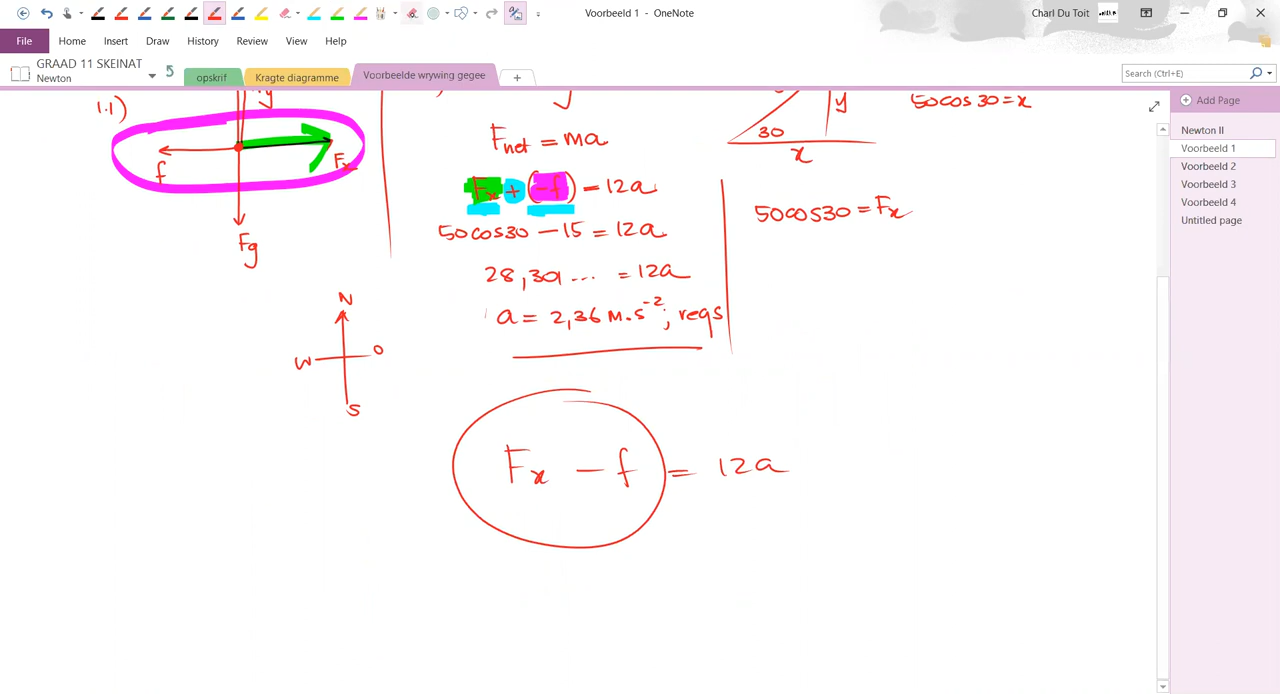 Voorbeeld 1 - OneNote
Charl Du Toit
File Home Insert Draw History Review View Help
GRAAD 11 SKEINAT
Newton
opskrif
Kragte diagramme
Voorbeelde wrywing gegee
Search (Ctrl+E)
Add Page
Newton II
Voorbeeld 1
Voorbeeld 2
Voorbeeld 3
Voorbeeld 4
Untitled page
1.1)
f
Fx
Fg
N
W O
S
Fnet = ma
Fx + (-f) = 12a
50cos30 - 15 = 12a
28,301 ... = 12a
a = 2,36 m.s⁻²; regs
30
y
x
50cos30 = x
50cos30 = Fx
Fx - f = 12a